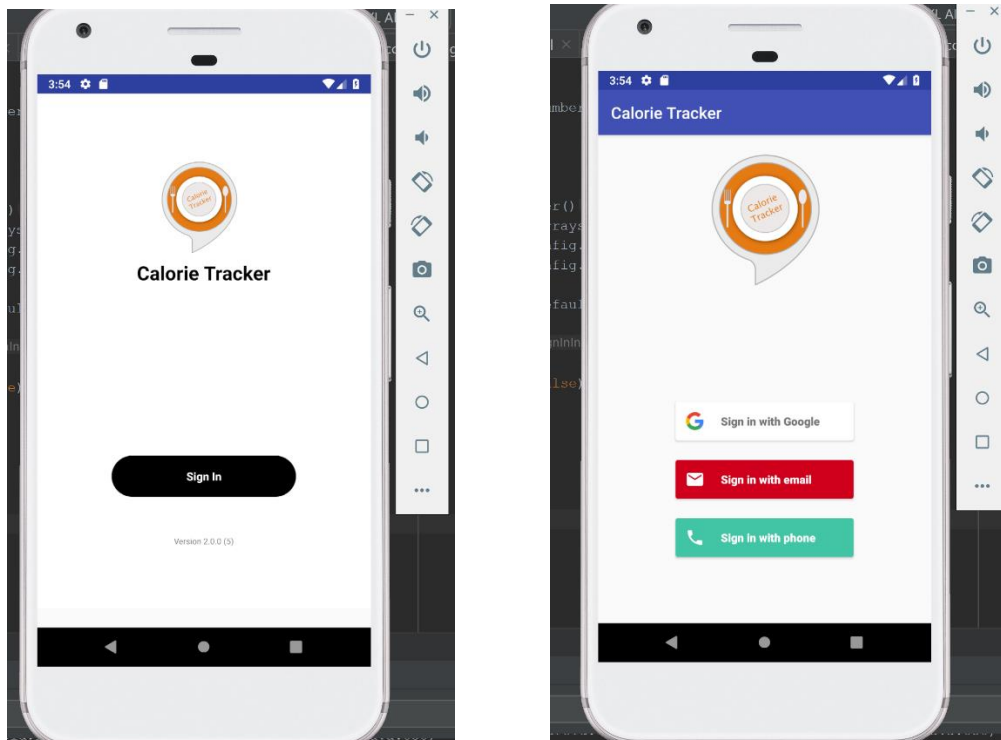 3:54
Calorie
Tracker
Calorie Tracker
Sign In
Version 2.0.0 (5)
3:54
Calorie Tracker
Calorie
Tracker
Sign in with Google
Sign in with email
Sign in with phone